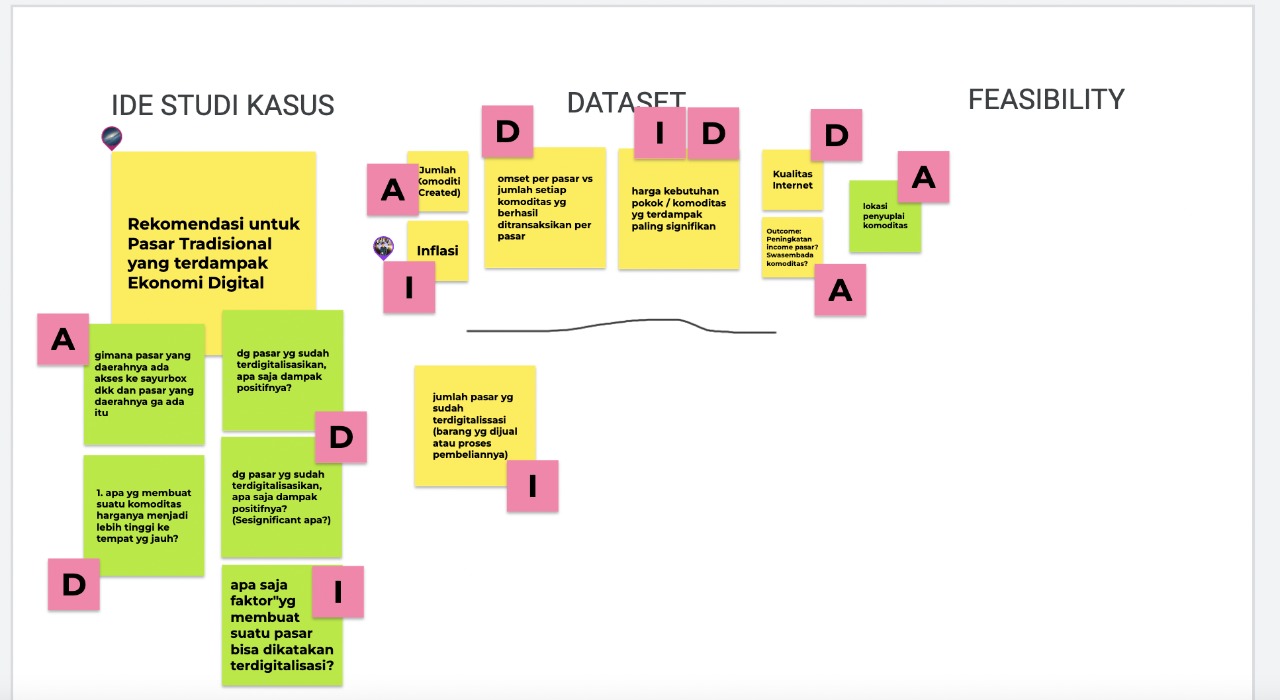 IDE STUDI KASUS
DATASET
FEASIBILITY
Rekomendasi untuk
Pasar Tradisional
yang terdampak
Ekonomi Digital
A
gimana pasar yang
daerahnya ada
akses ke sayurbox
dkk dan pasar yang
daerahnya ga ada
itu
dg pasar yg sudah
terdigitalisasikan,
apa saja dampak
positifnya?
D
1. apa yg membuat
suatu komoditas
harganya menjadi
lebih tinggi ke
tempat yg jauh?
D
dg pasar yg sudah
terdigitalisasikan,
apa saja dampak
positifnya?
(Sesignificant apa?)
apa saja
faktor"yg
membuat
suatu pasar
bisa dikatakan
terdigitalisasi?
I
A
Jumlah
Komoditi
(Created)
Inflasi
I
D
omset per pasar vs
jumlah setiap
komoditas yg
berhasil
ditransaksikan per
pasar
I
D
harga kebutuhan
pokok / komoditas
yg terdampak
paling signifikan
D
Kualitas
Internet
Outcome:
Peningkatan
income pasar?
Swasembada
komoditas?
A
A
lokasi
penyuplai
komoditas
jumlah pasar yg
sudah
terdigitalissasi
(barang yg dijual
atau proses
pembeliannya)
I